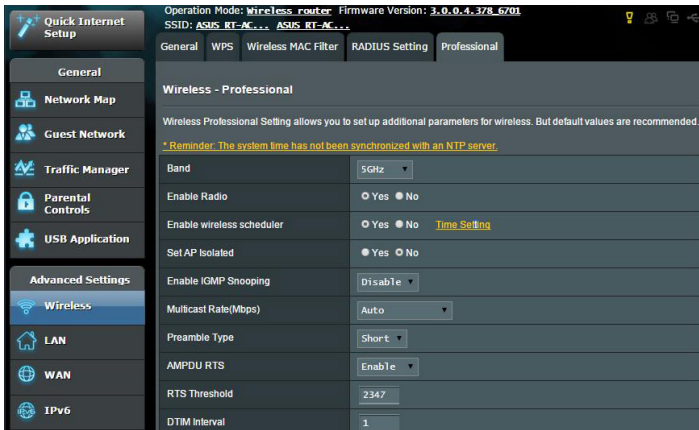 Quick Internet
Setup
General
Network Map
Guest Network
Traffic Manager
Parental
Controls
USB Application
Advanced Settings
Wireless
LAN
WAN
IPv6
Operation Mode: Wireless router Firmware Version: 3.0.0.4.378_6701
SSID: ASUS RT-AC... ASUS RT-AC...
General WPS Wireless MAC Filter RADIUS Setting Professional
Wireless - Professional
Wireless Professional Setting allows you to set up additional parameters for wireless. But default values are recommended.
* Reminder: The system time has not been synchronized with an NTP server.
Band 5GHz
Enable Radio Yes No
Enable wireless scheduler Yes No Time Setting
Set AP Isolated Yes No
Enable IGMP Snooping Disable
Multicast Rate(Mbps) Auto
Preamble Type Short
AMPDU RTS Enable
RTS Threshold 2347
DTIM Interval 1
IPv6